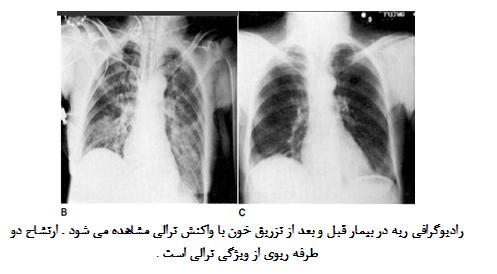 C
B C
رادیوگرافی ریه در بیمار قبل و بعد از تزریق خون با واکنش ترالی مشاهده می شود . ارتشاح دو
طرفه ریوی از ویژگی ترالی است .